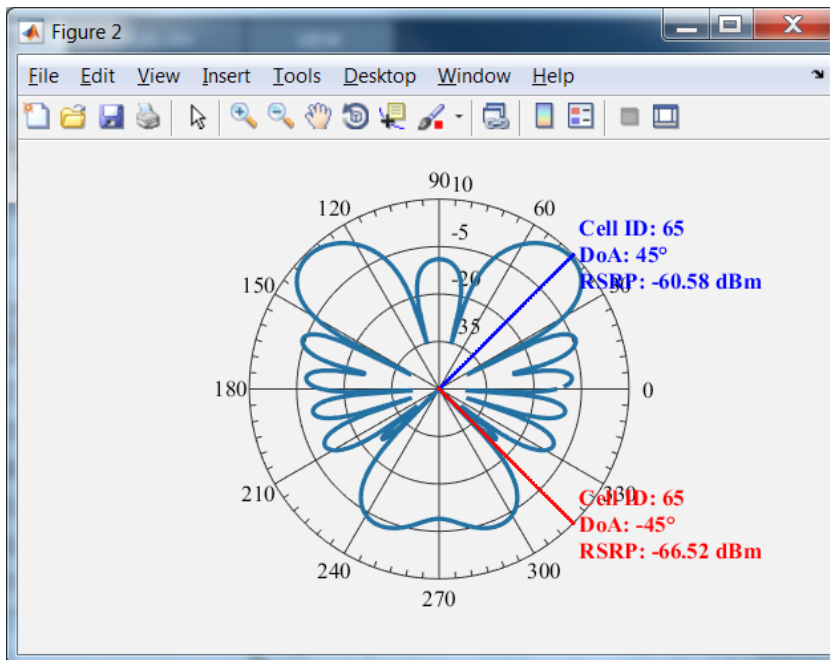 Figure 2
File Edit View Insert Tools Desktop Window Help
90 10
120 60
-5
Cell ID: 65
DoA: 45°
RSRP: -60.58 dBm
150
-20
180 0
210 330
Cell ID: 65
DoA: -45°
RSRP: -66.52 dBm
240 300
270